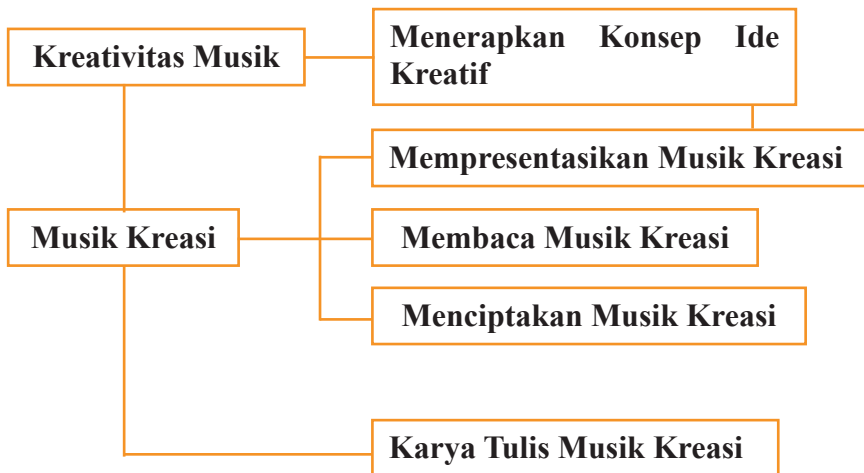 Kreativitas Musik
Menerapkan Konsep Ide
Kreatif
Mempresentasikan Musik Kreasi
Musik Kreasi
Membaca Musik Kreasi
Menciptakan Musik Kreasi
Karya Tulis Musik Kreasi